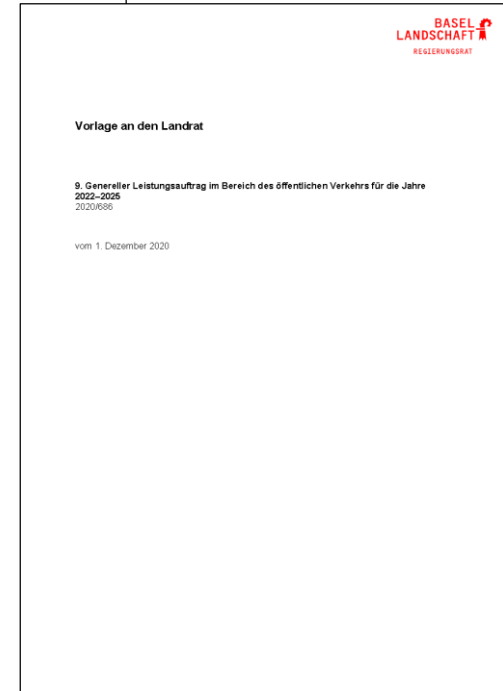 BASEL
LANDSCHAFT
REGIERUNGSRAT
Vorlage an den Landrat
9. Genereller Leistungsauftrag im Bereich des öffentlichen Verkehrs für die Jahre
2022–2025
2020/686
vom 1. Dezember 2020